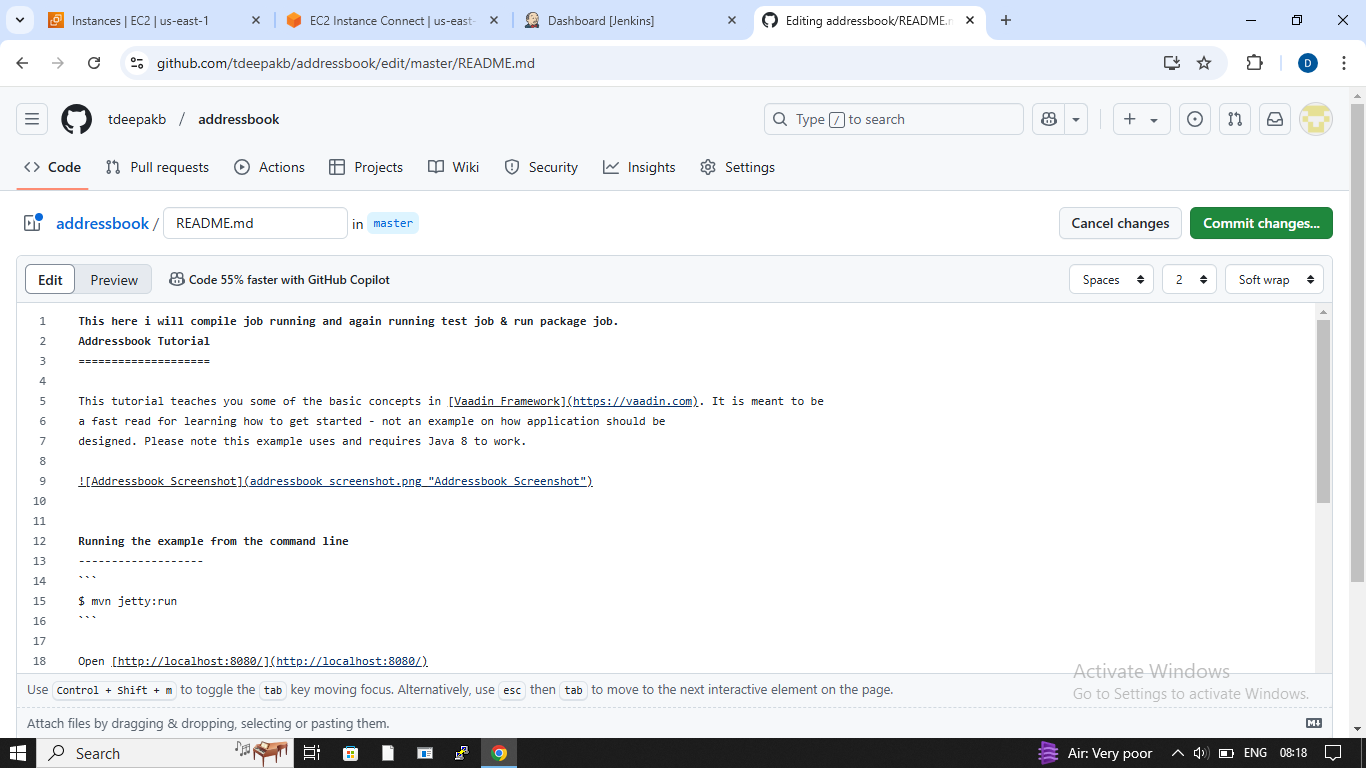 Instances | EC2 | us-east-1
EC2 Instance Connect | us-east-
Dashboard [Jenkins]
Editing addressbook/README.m
github.com/tdeepakb/addressbook/edit/master/README.md
D
tdeepakb / addressbook
Type / to search
Code
Pull requests
Actions
Projects
Wiki
Security
Insights
Settings
addressbook / README.md in master
Cancel changes
Commit changes...
Edit
Preview
Code 55% faster with GitHub Copilot
Spaces
2
Soft wrap
1 This here i will compile job running and again running test job & run package job.
2 Addressbook Tutorial
3 ====================
4
5 This tutorial teaches you some of the basic concepts in [Vaadin Framework](https://vaadin.com). It is meant to be
6 a fast read for learning how to get started - not an example on how application should be
7 designed. Please note this example uses and requires Java 8 to work.
8
9 ![Addressbook Screenshot](addressbook_screenshot.png "Addressbook Screenshot")
10
11
12 Running the example from the command line
13 -------------------
14 ```
15 $ mvn jetty:run
16 ```
17
18 Open [http://localhost:8080/](http://localhost:8080/)
Use Control + Shift + m to toggle the tab key moving focus. Alternatively, use esc then tab to move to the next interactive element on the page.
Attach files by dragging & dropping, selecting or pasting them.
Activate Windows
Go to Settings to activate Windows.
Search
Air: Very poor
ENG
08:18